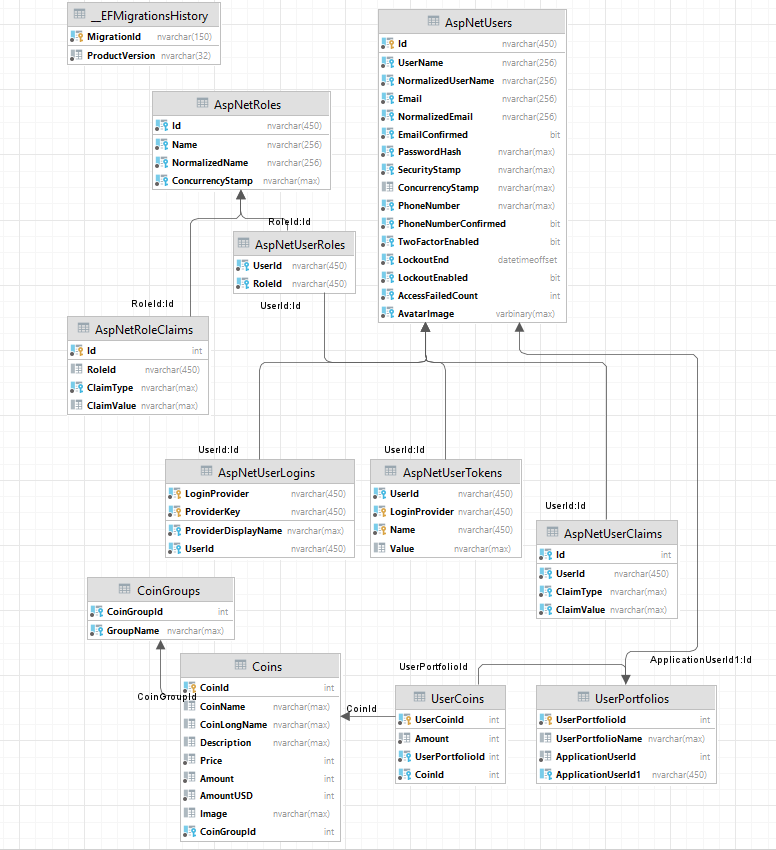 __EFMigrationsHistory
MigrationId nvarchar(150)
ProductVersion nvarchar(32)
AspNetUsers
Id nvarchar(450)
UserName nvarchar(256)
NormalizedUserName nvarchar(256)
Email nvarchar(256)
NormalizedEmail nvarchar(256)
EmailConfirmed bit
PasswordHash nvarchar(max)
SecurityStamp nvarchar(max)
ConcurrencyStamp nvarchar(max)
PhoneNumber nvarchar(max)
PhoneNumberConfirmed bit
TwoFactorEnabled bit
LockoutEnd datetimeoffset
LockoutEnabled bit
AccessFailedCount int
AvatarImage varbinary(max)
AspNetRoles
Id nvarchar(450)
Name nvarchar(256)
NormalizedName nvarchar(256)
ConcurrencyStamp nvarchar(max)
RoleId:Id
AspNetUserRoles
UserId nvarchar(450)
RoleId nvarchar(450)
RoleId:Id
UserId:Id
AspNetRoleClaims
Id int
RoleId nvarchar(450)
ClaimType nvarchar(max)
ClaimValue nvarchar(max)
UserId:Id
AspNetUserLogins
LoginProvider nvarchar(450)
ProviderKey nvarchar(450)
ProviderDisplayName nvarchar(max)
UserId nvarchar(450)
UserId:Id
AspNetUserTokens
UserId nvarchar(450)
LoginProvider nvarchar(450)
Name nvarchar(450)
Value nvarchar(max)
UserId:Id
AspNetUserClaims
Id int
UserId nvarchar(450)
ClaimType nvarchar(max)
ClaimValue nvarchar(max)
CoinGroups
CoinGroupId int
GroupName nvarchar(max)
CoinGroupId
Coins
CoinId int
CoinName nvarchar(max)
CoinLongName nvarchar(max)
Description nvarchar(max)
Price int
Amount int
AmountUSD int
Image nvarchar(max)
CoinGroupId int
CoinId
UserPortfolioId
ApplicationUserId1:Id
UserCoins
UserCoinId int
Amount int
UserPortfolioId int
CoinId int
UserPortfolios
UserPortfolioId int
UserPortfolioName nvarchar(max)
ApplicationUserId int
ApplicationUserId1 nvarchar(450)